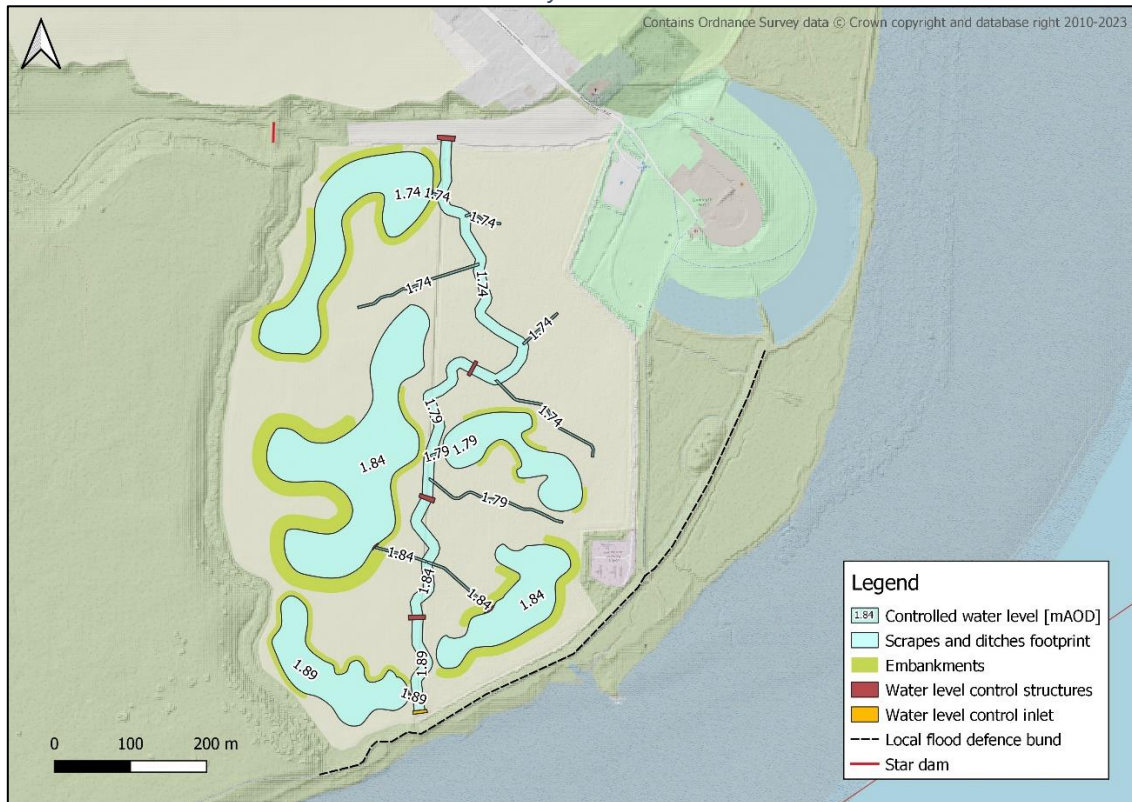 Contains Ordnance Survey data © Crown copyright and database right 2010-2023
1.74 1.74
1.74
1.74
1.74
1.74
1.74
1.79
1.79 1.79
1.84
1.79
1.84
1.84
1.84
1.84
1.89
1.89
1.89
0 100 200 m
Legend
1.84 Controlled water level [mAOD]
Scrapes and ditches footprint
Embankments
Water level control structures
Water level control inlet
Local flood defence bund
Star dam